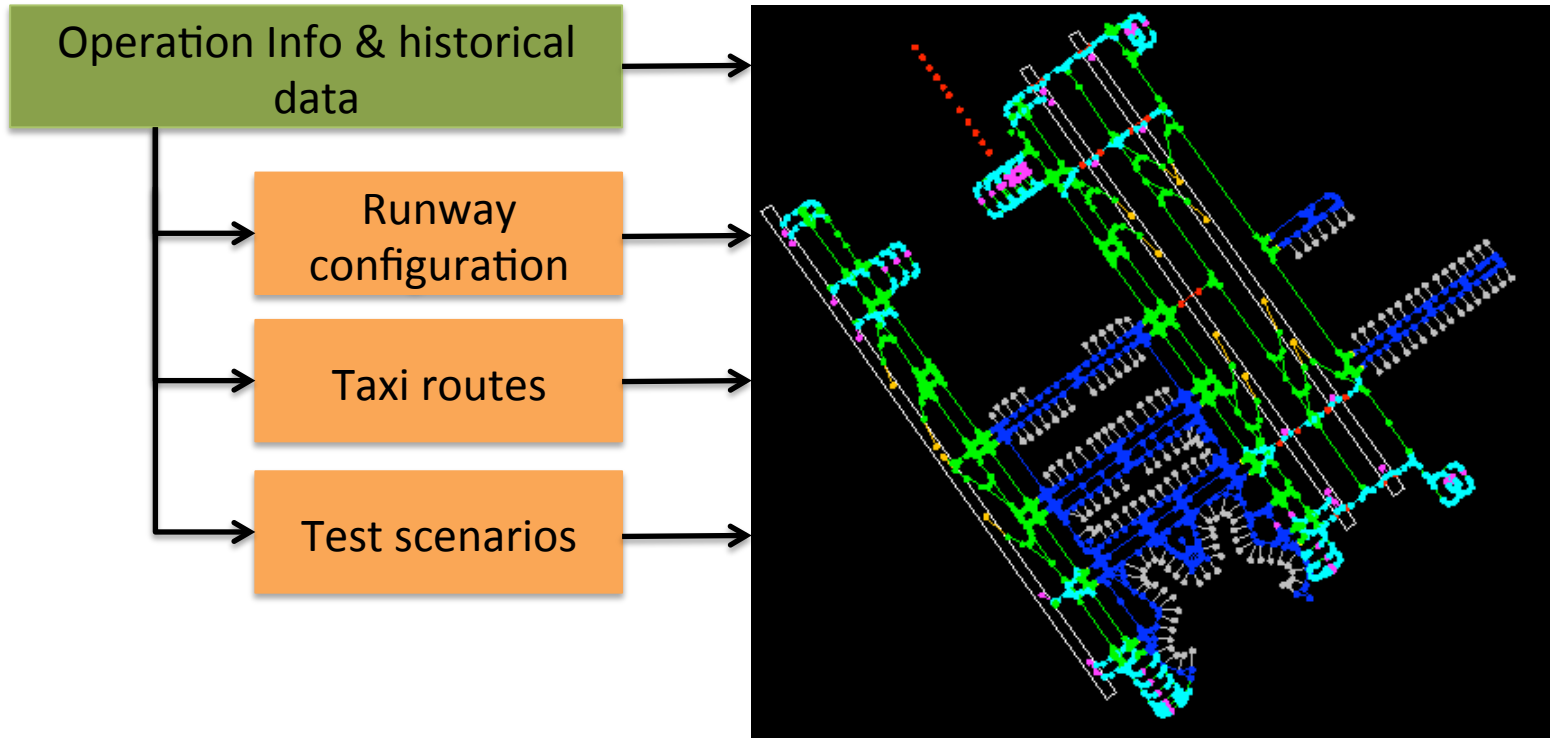 Operation Info & historical
data
Runway
configuration
Taxi routes
Test scenarios